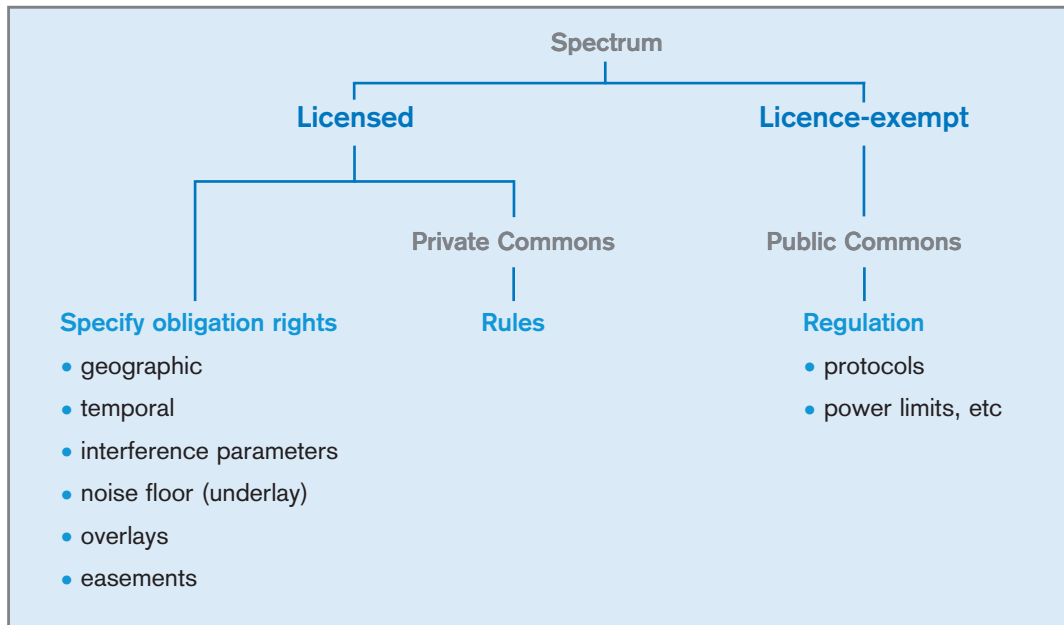 Spectrum
Licensed
Licence-exempt
Private Commons
Public Commons
Specify obligation rights
• geographic
• temporal
• interference parameters
• noise floor (underlay)
• overlays
• easements
Rules
Regulation
• protocols
• power limits, etc